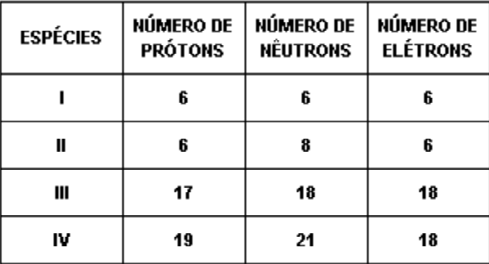 ESPÉCIES NÚMERO DE PRÓTONS NÚMERO DE NÊUTRONS NÚMERO DE ELÉTRONS
I 6 6 6
II 6 8 6
III 17 18 18
IV 19 21 18